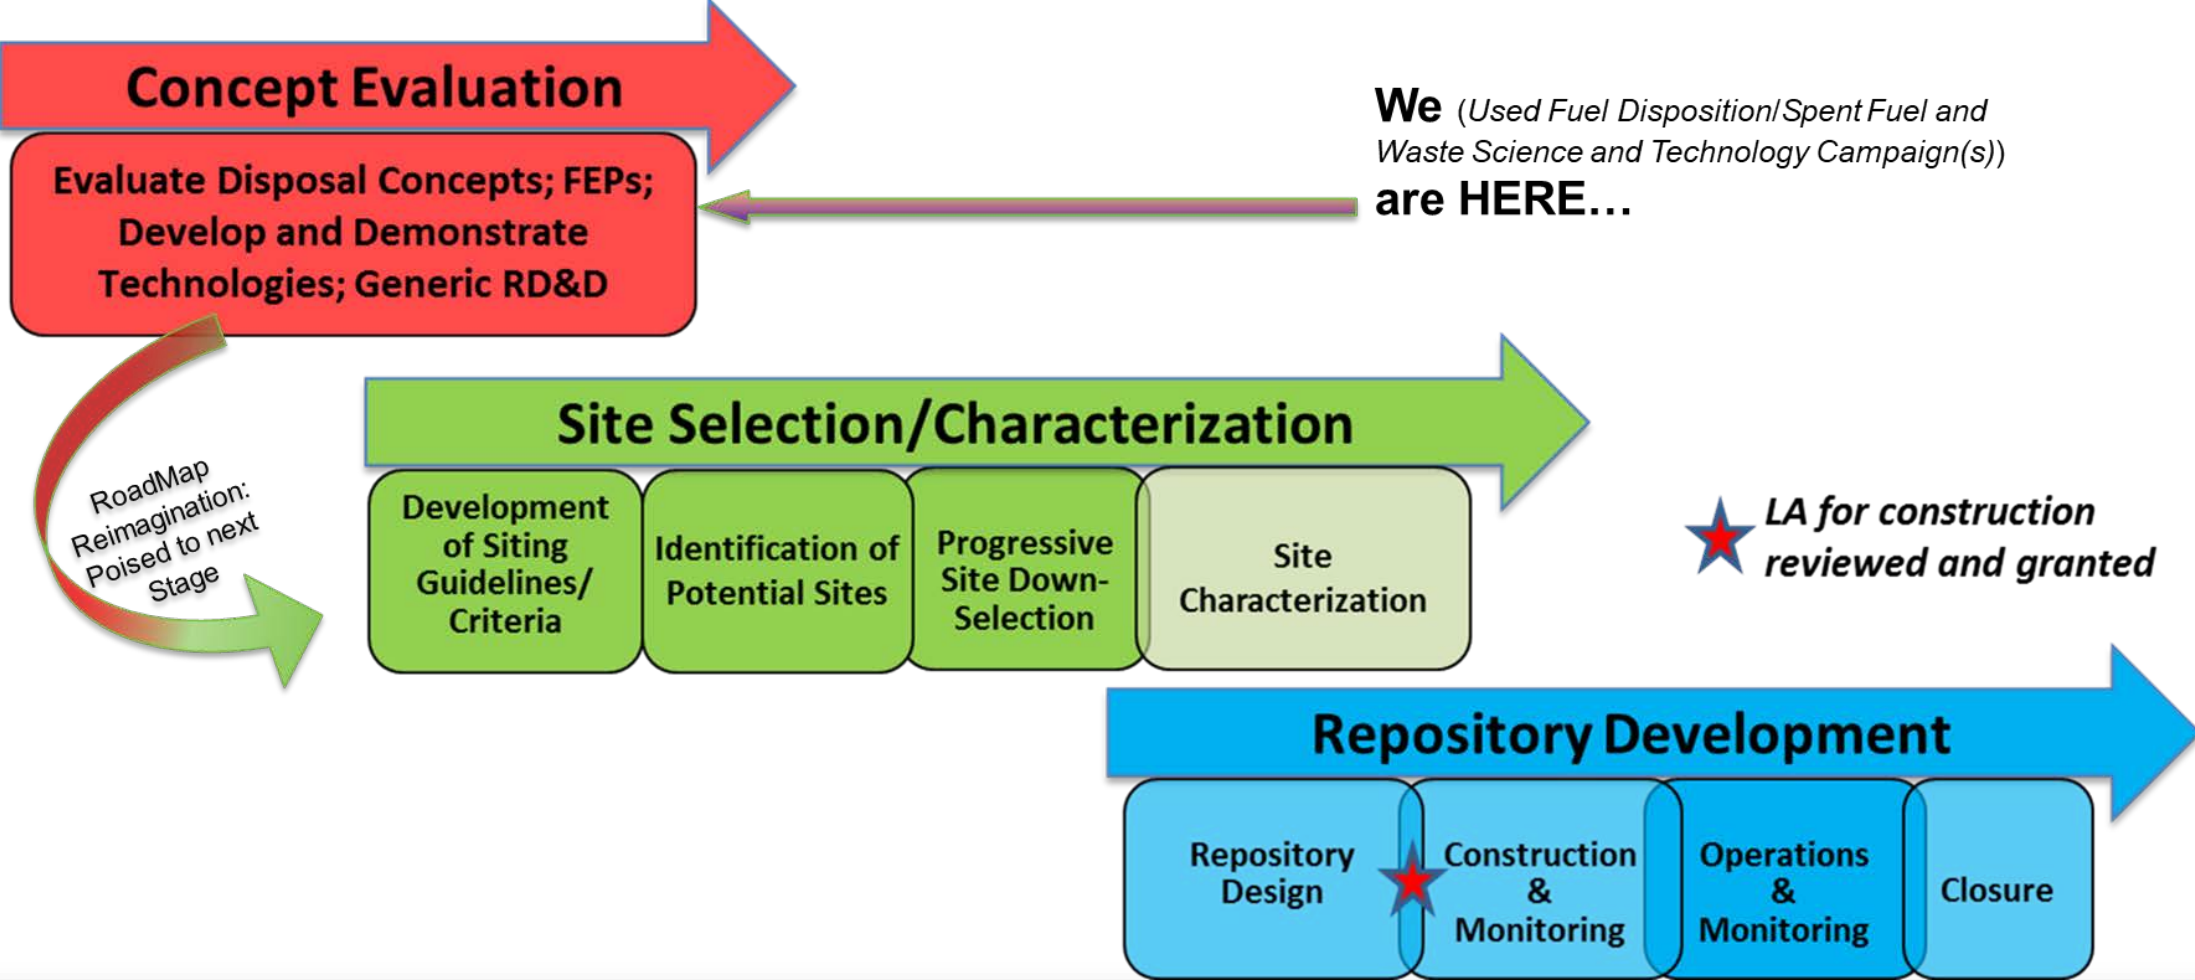 Concept Evaluation
Evaluate Disposal Concepts; FEPs;
Develop and Demonstrate
Technologies; Generic RD&D
We (Used Fuel Disposition/Spent Fuel and
Waste Science and Technology Campaign(s))
are HERE…
RoadMap
Reimagination:
Poised to next
Stage
Site Selection/Characterization
Development
of Siting
Guidelines/
Criteria
Identification of
Potential Sites
Progressive
Site Down-
Selection
Site
Characterization
LA for construction
reviewed and granted
Repository Development
Repository
Design
Construction
&
Monitoring
Operations
&
Monitoring
Closure